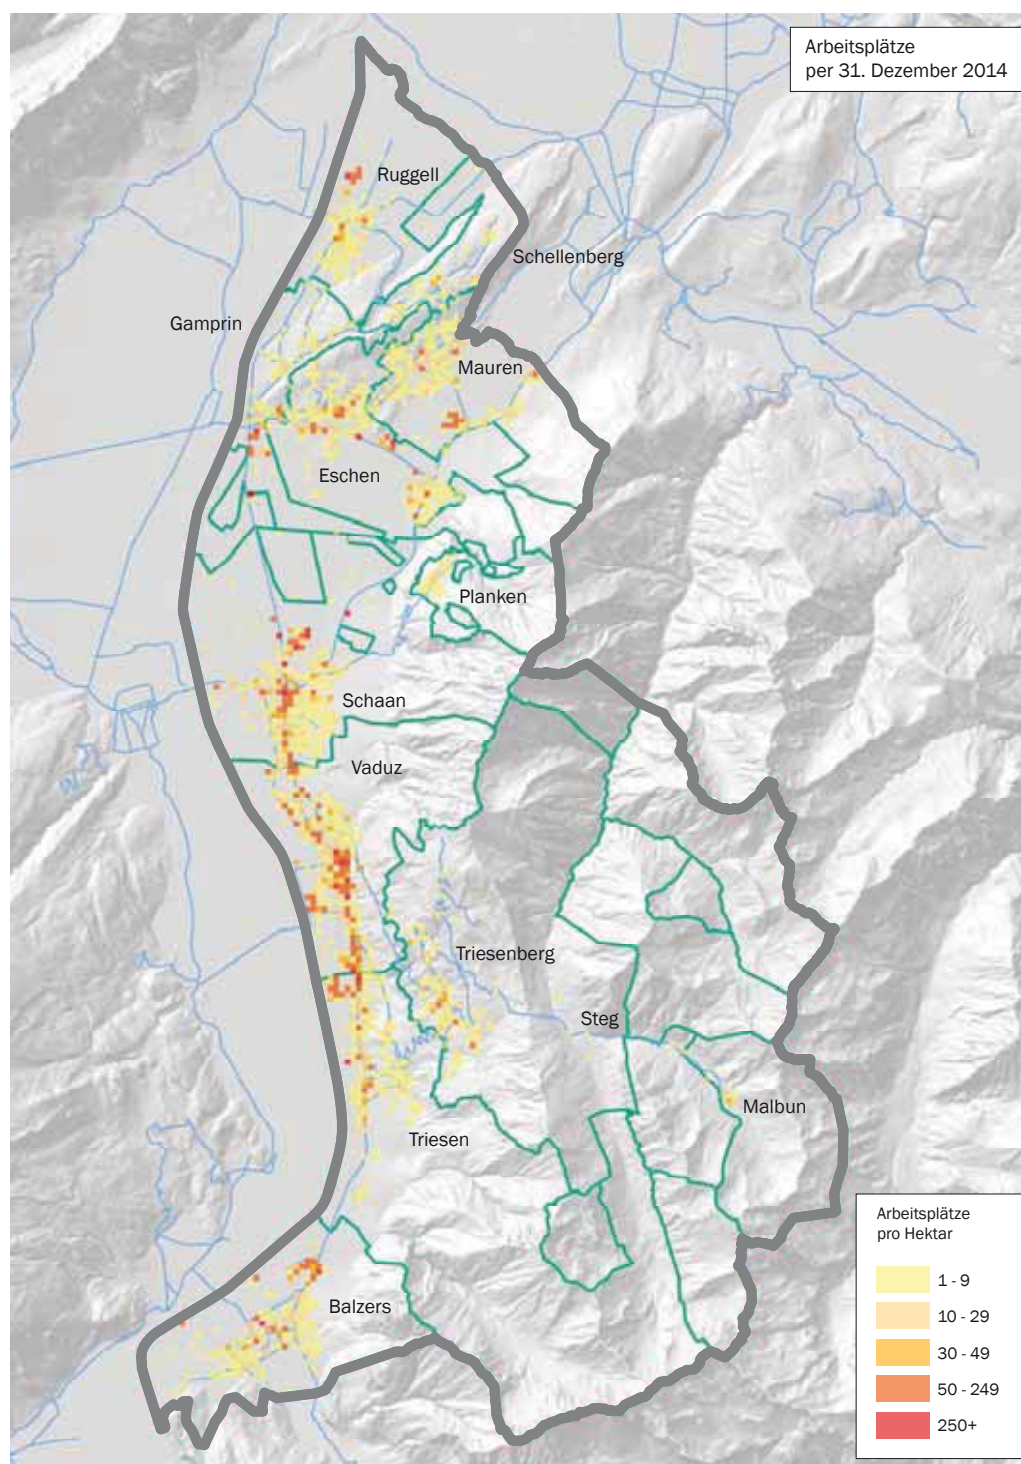 Arbeitsplätze
per 31. Dezember 2014
Ruggell
Schellenberg
Gamprin
Mauren
Eschen
Planken
Schaan
Vaduz
Triesenberg
Steg
Malbun
Triesen
Balzers
Arbeitsplätze
pro Hektar
1 - 9
10 - 29
30 - 49
50 - 249
250+